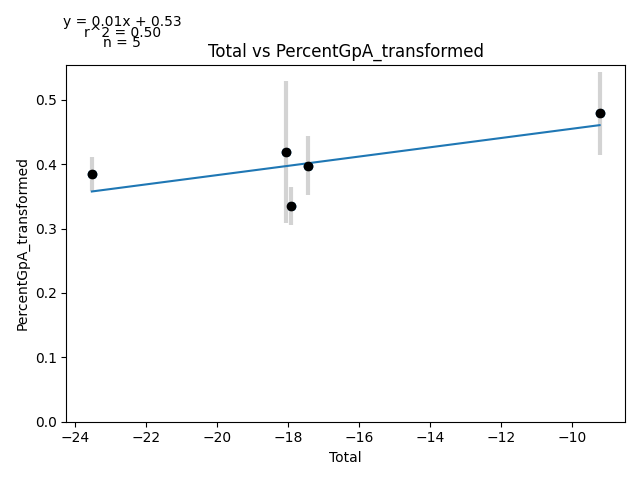 y = 0.01x + 0.53
r^2 = 0.50
n = 5
Total vs PercentGpA_transformed
PercentGpA_transformed
0.5
0.4
0.3
0.2
0.1
0.0
−24
−22
−20
−18
−16
−14
−12
−10
Total